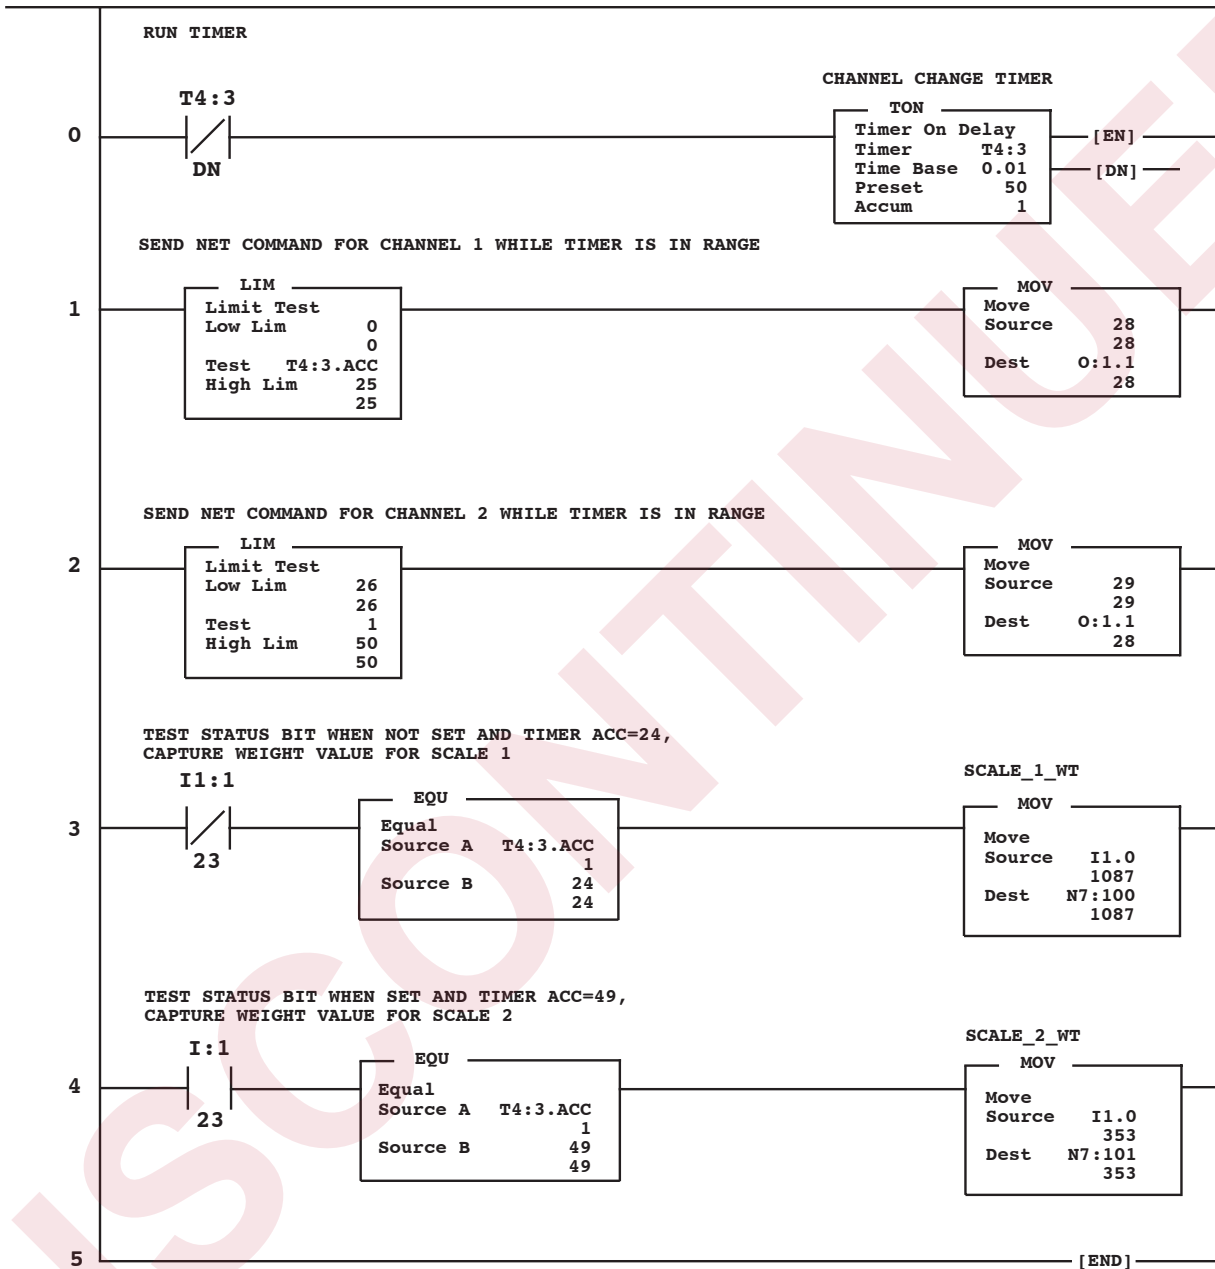 RUN TIMER
CHANNEL CHANGE TIMER
T4:3
TON
0
Timer On Delay
[EN]
Timer T4:3
DN
Time Base 0.01
[DN]
Preset 50
Accum 1
SEND NET COMMAND FOR CHANNEL 1 WHILE TIMER IS IN RANGE
LIM
MOV
1
Limit Test
Move
Low Lim 0
Source 28
0
28
Test T4:3.ACC
Dest O:1.1
High Lim 25
28
25
SEND NET COMMAND FOR CHANNEL 2 WHILE TIMER IS IN RANGE
LIM
MOV
2
Limit Test
Move
Low Lim 26
Source 29
26
29
Test 1
Dest O:1.1
High Lim 50
28
50
TEST STATUS BIT WHEN NOT SET AND TIMER ACC=24,
CAPTURE WEIGHT VALUE FOR SCALE 1
SCALE_1_WT
I1:1
EQU
MOV
3
Equal
Move
Source A T4:3.ACC
Source I1.0
23
1
1087
Source B 24
Dest N7:100
24
1087
TEST STATUS BIT WHEN SET AND TIMER ACC=49,
CAPTURE WEIGHT VALUE FOR SCALE 2
SCALE_2_WT
I:1
EQU
MOV
4
Equal
Move
Source A T4:3.ACC
Source I1.0
23
1
353
Source B 49
Dest N7:101
49
353
5
[END]
ISCONTINUE